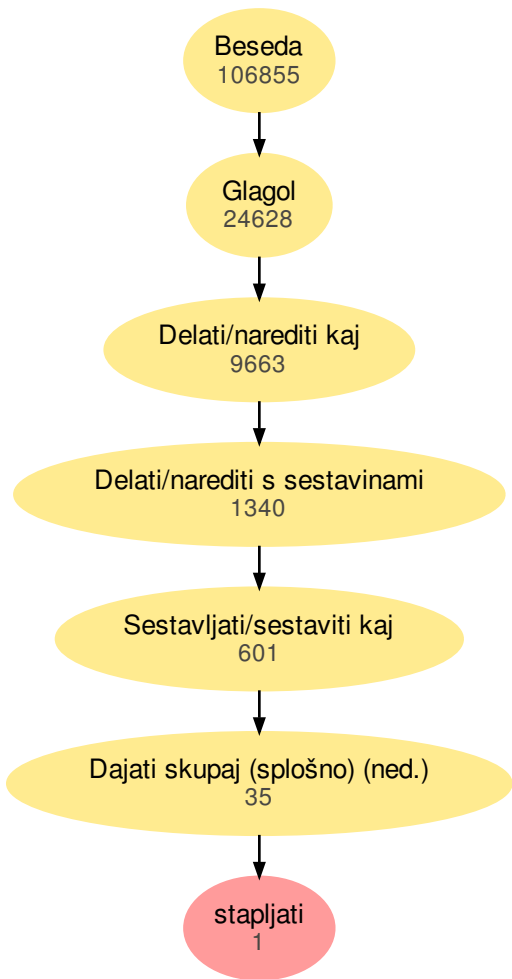 Beseda
106855
Glagol
24628
Delati/narediti kaj
9663
Delati/narediti s sestavinami
1340
Sestavljati/sestaviti kaj
601
Dajati skupaj (splošno) (ned.)
35
stapljati
1